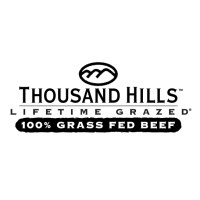 THOUSAND HILLS™
LIFETIME GRAZED®
100% GRASS FED BEEF